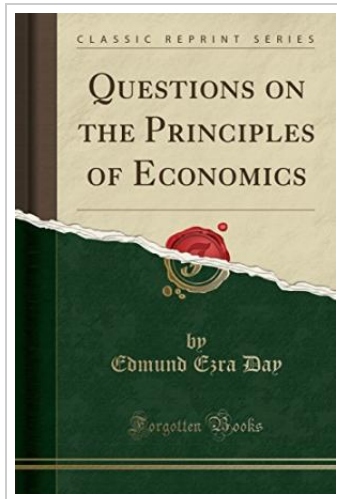 CLASSIC REPRINT SERIES
QUESTIONS ON
THE PRINCIPLES
OF ECONOMICS
by
Edmund Ezra Day
Forgotten Books